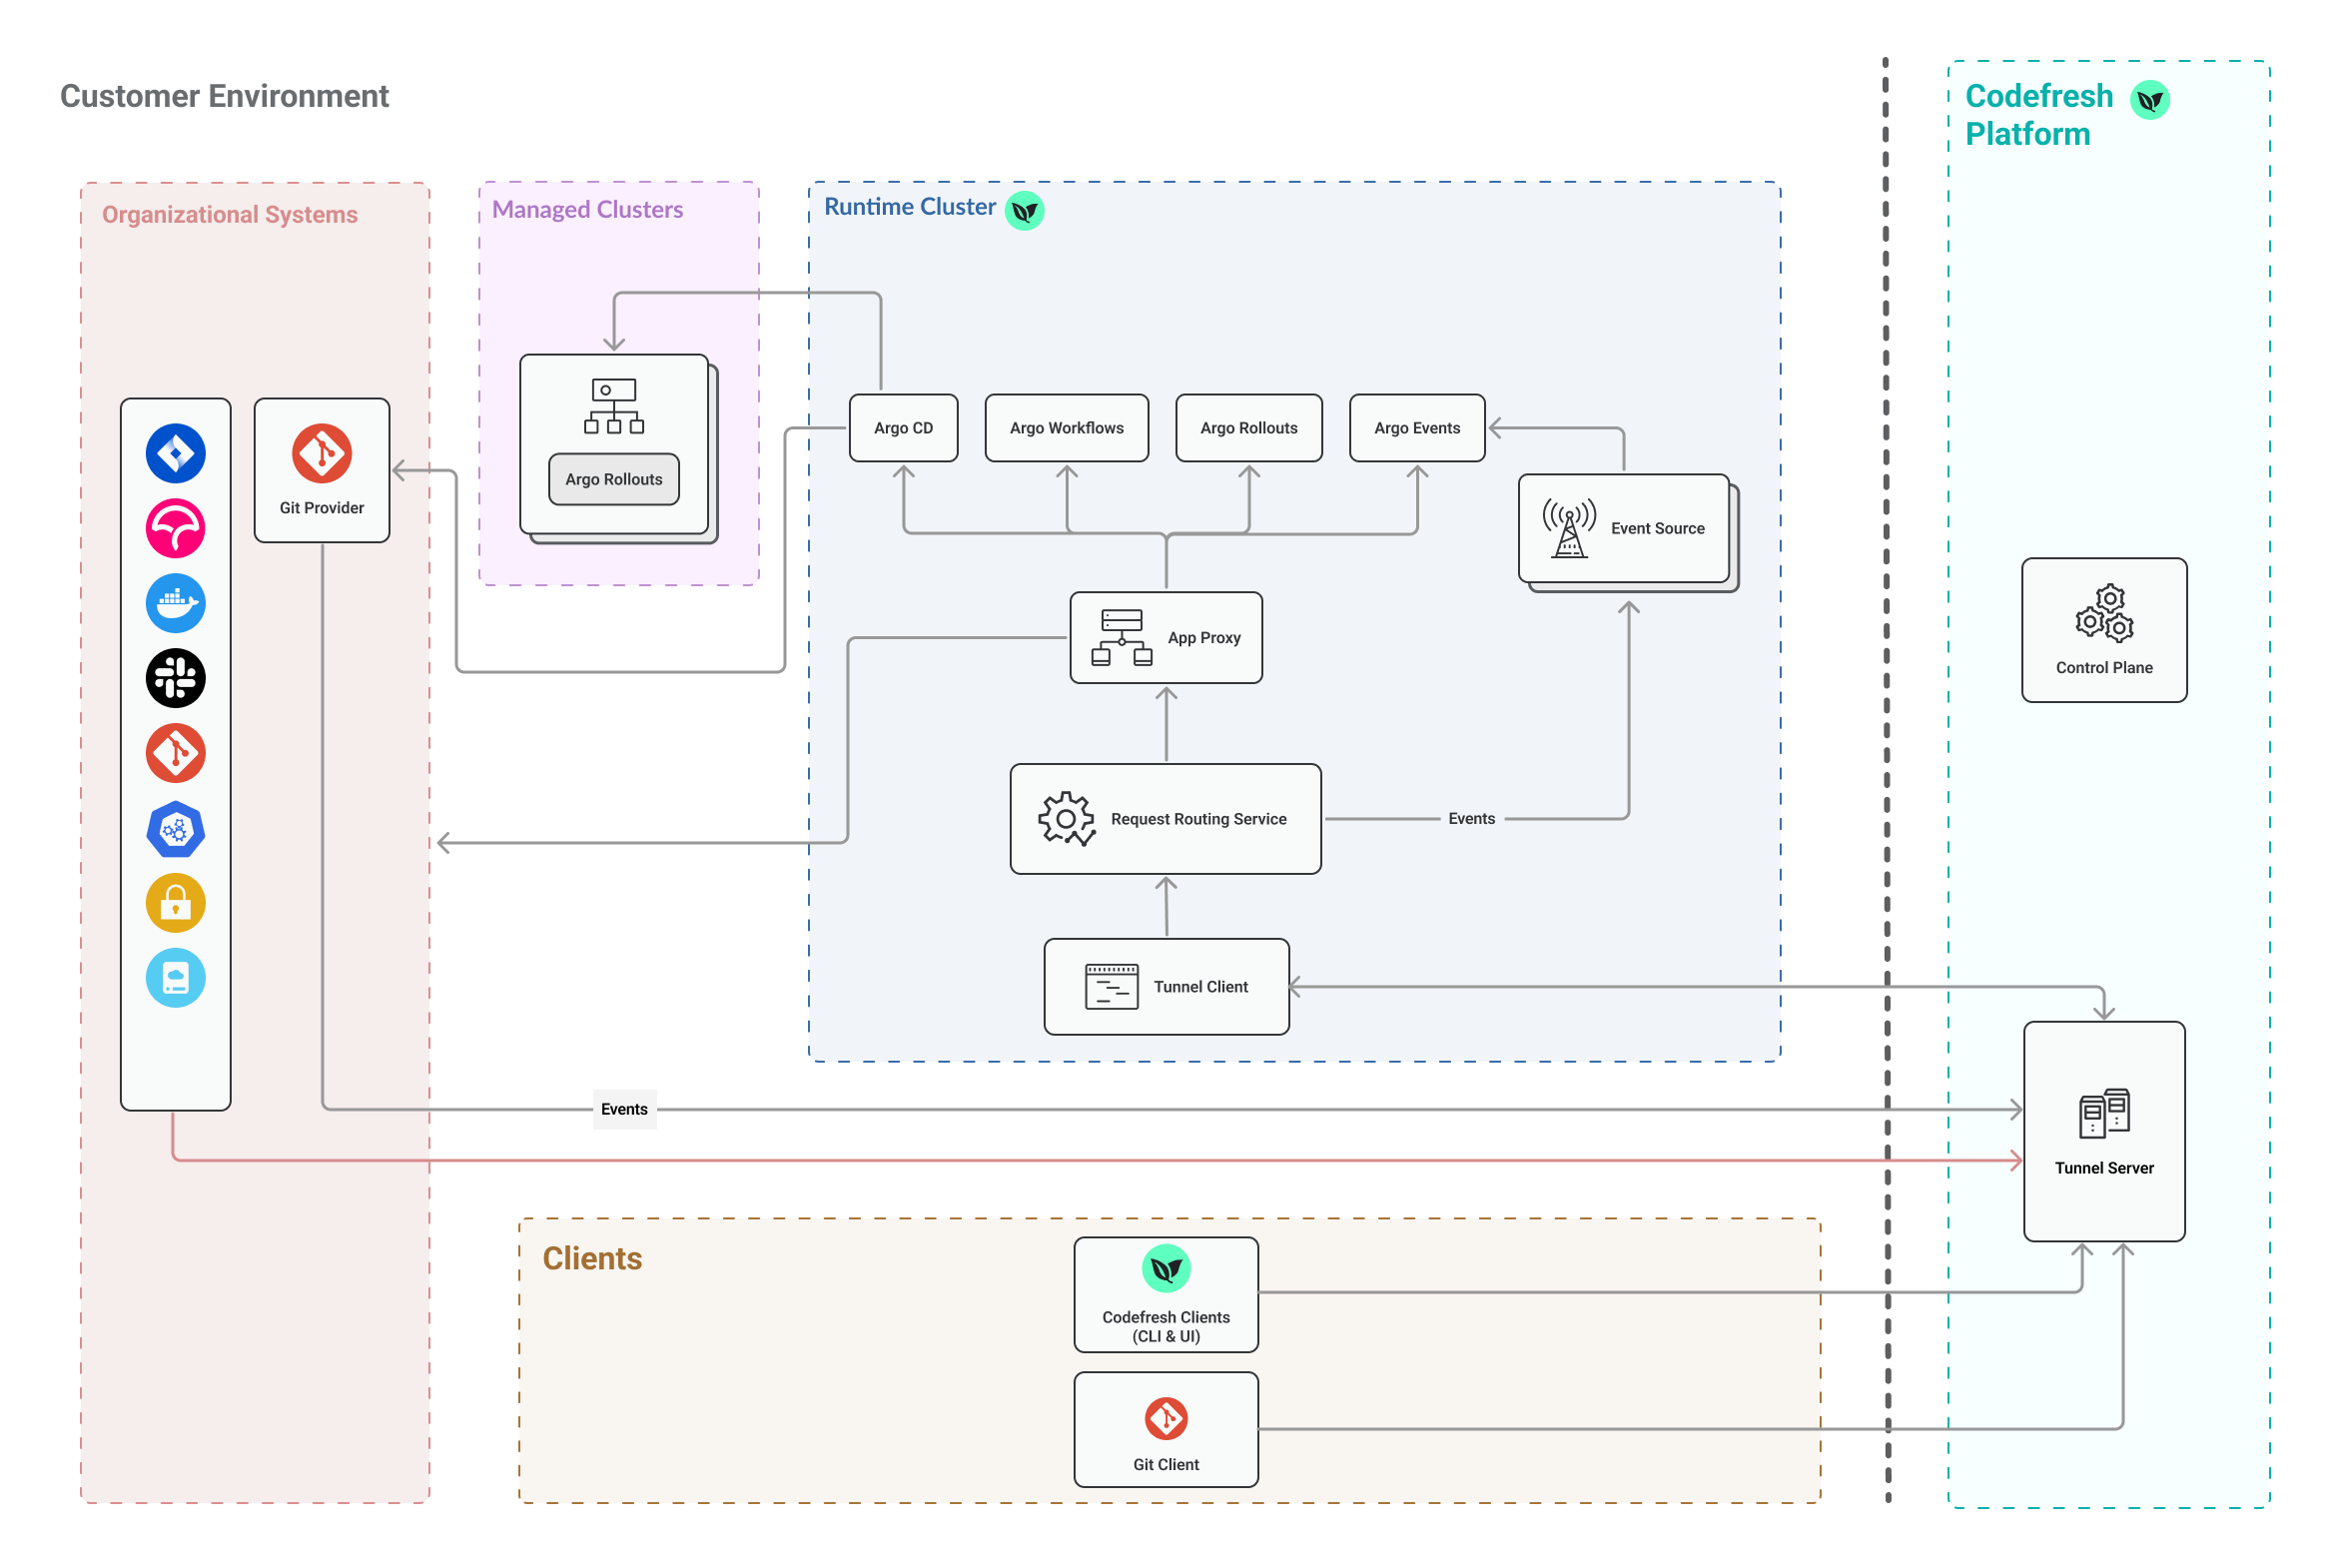 Customer Environment
Codefresh
Platform
Organizational Systems
Managed Clusters
Runtime Cluster
Argo CD
Argo Workflows
Argo Rollouts
Argo Events
Git Provider
Argo Rollouts
Event Source
App Proxy
Control Plane
Request Routing Service
Events
Tunnel Client
Events
Tunnel Server
Clients
Codefresh Clients
(CLI & UI)
Git Client